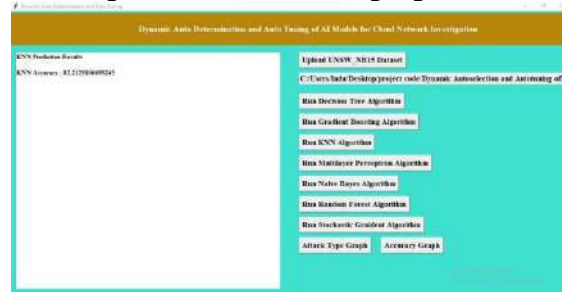 Dynamic Auto Determination and Auto Tuning of AI Models for Cloud Network Investigation
KNN Prediction Results
KNN Accuracy : 82.2125
Upload UNSW_NB15 Dataset
C:/Users/Indu/Desktop/project code/Dynamic Autoselection and Autotuning of
Run Decision Tree Algorithm
Run Gradient Boosting Algorithm
Run KNN Algorithm
Run Multilayer Perceptron Algorithm
Run Naive Bayes Algorithm
Run Random Forest Algorithm
Run Stochastic Graident Algorithm
Attack Type Graph Accuracy Graph